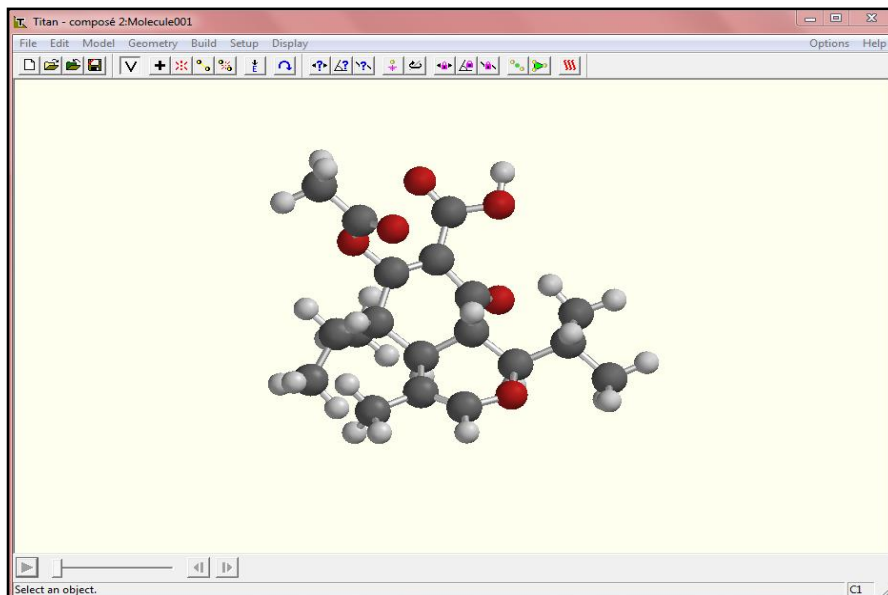 Titan - composé 2:Molecule001
File Edit Model Geometry Build Setup Display Options Help
Select an object. C1